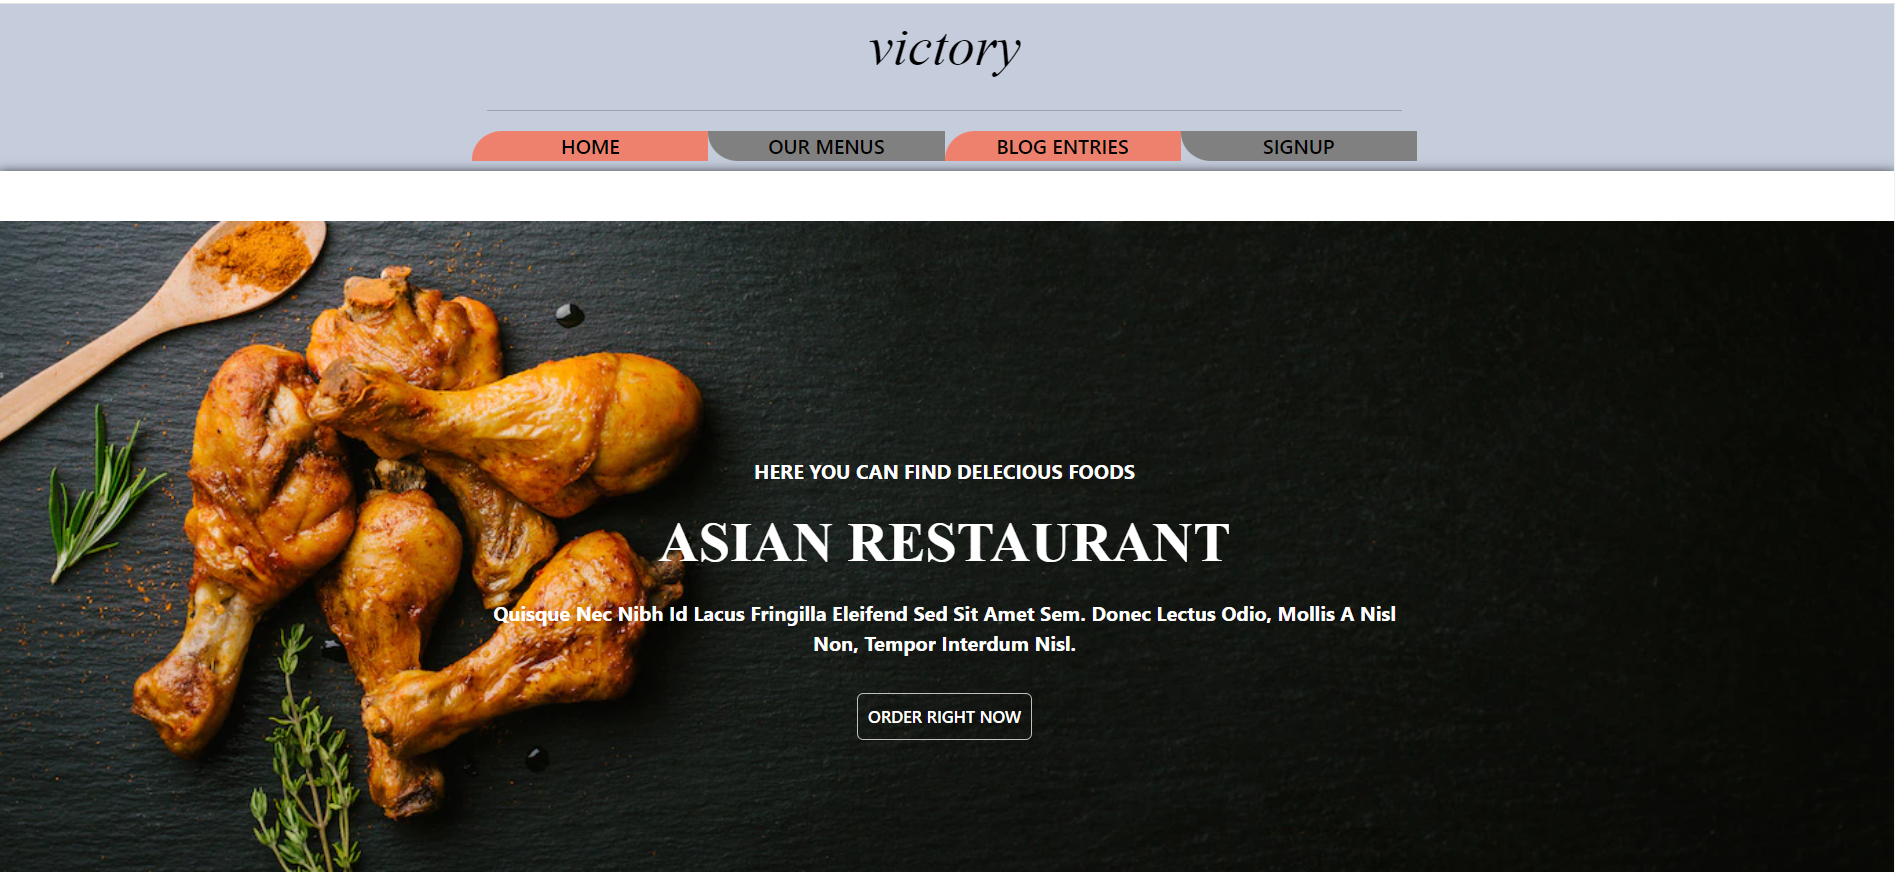 victory
HOME OUR MENUS BLOG ENTRIES SIGNUP
HERE YOU CAN FIND DELECIOUS FOODS
ASIAN RESTAURANT
Quisque Nec Nibh Id Lacus Fringilla Eleifend Sed Sit Amet Sem. Donec Lectus Odio, Mollis A Nisl
Non, Tempor Interdum Nisl.
ORDER RIGHT NOW